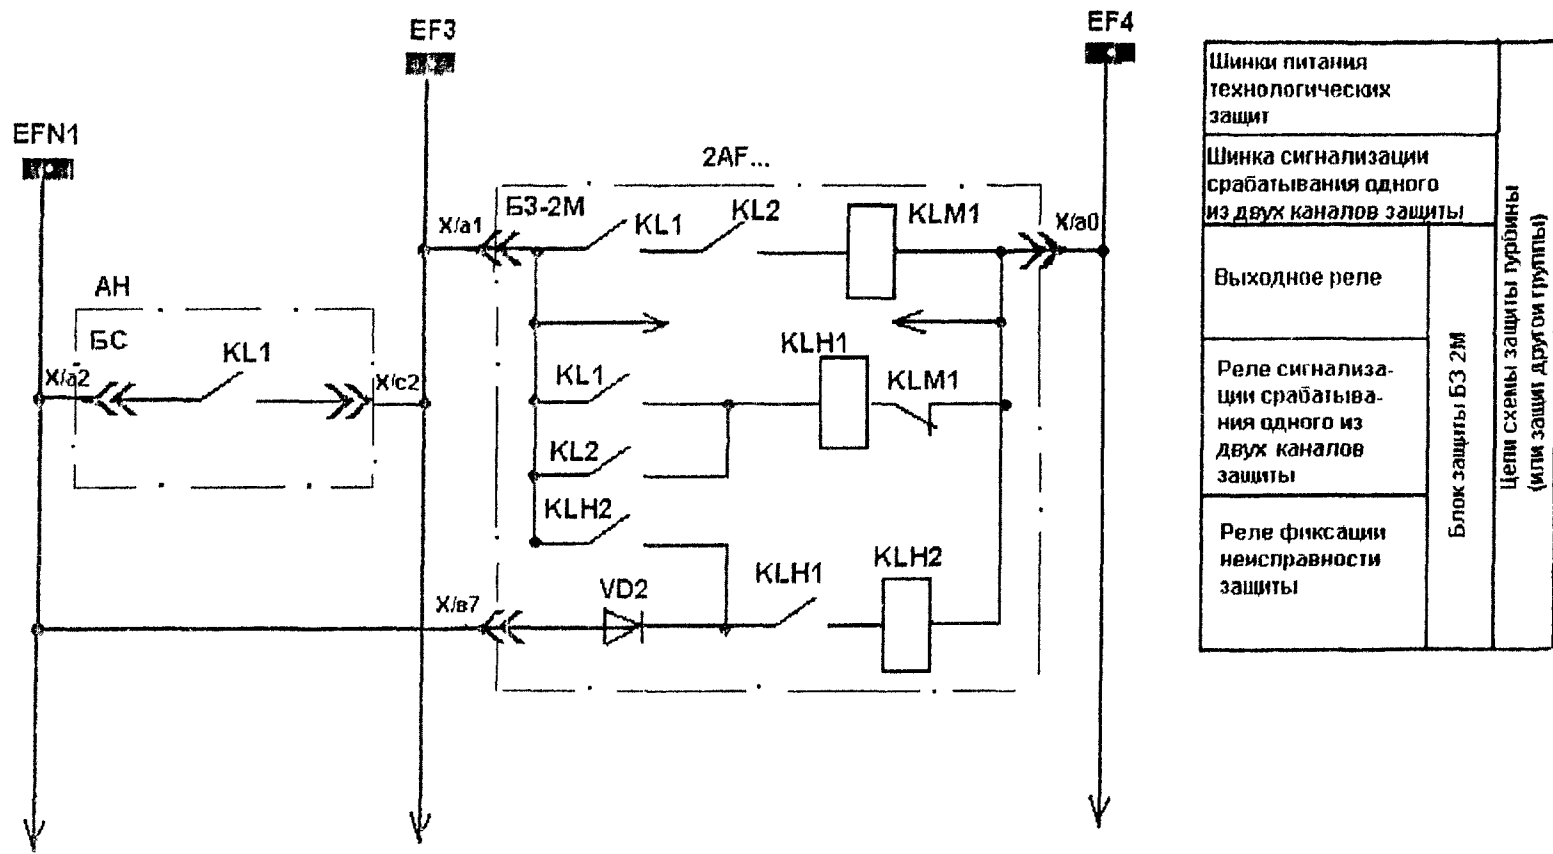 EF3
EF4
EFN1
2AF...
БЗ-2М
X/a1
KL1
KL2
KLM1
X/a0
АН
БС
KL1
X/a2
X/c2
KLH1
KL1
KLM1
KL2
KLH2
KLH1
KLH2
VD2
X/в7
Шинки питания
технологических
защит
Шинка сигнализации
срабатывания одного
из двух каналов защиты
Выходное реле
Реле сигнализа-
ции срабатыва-
ния одного из
двух каналов
защиты
Реле фиксации
неисправности
защиты
Блок защиты БЗ 2М
Цепи схемы защиты турбины
(или защит другой группы)